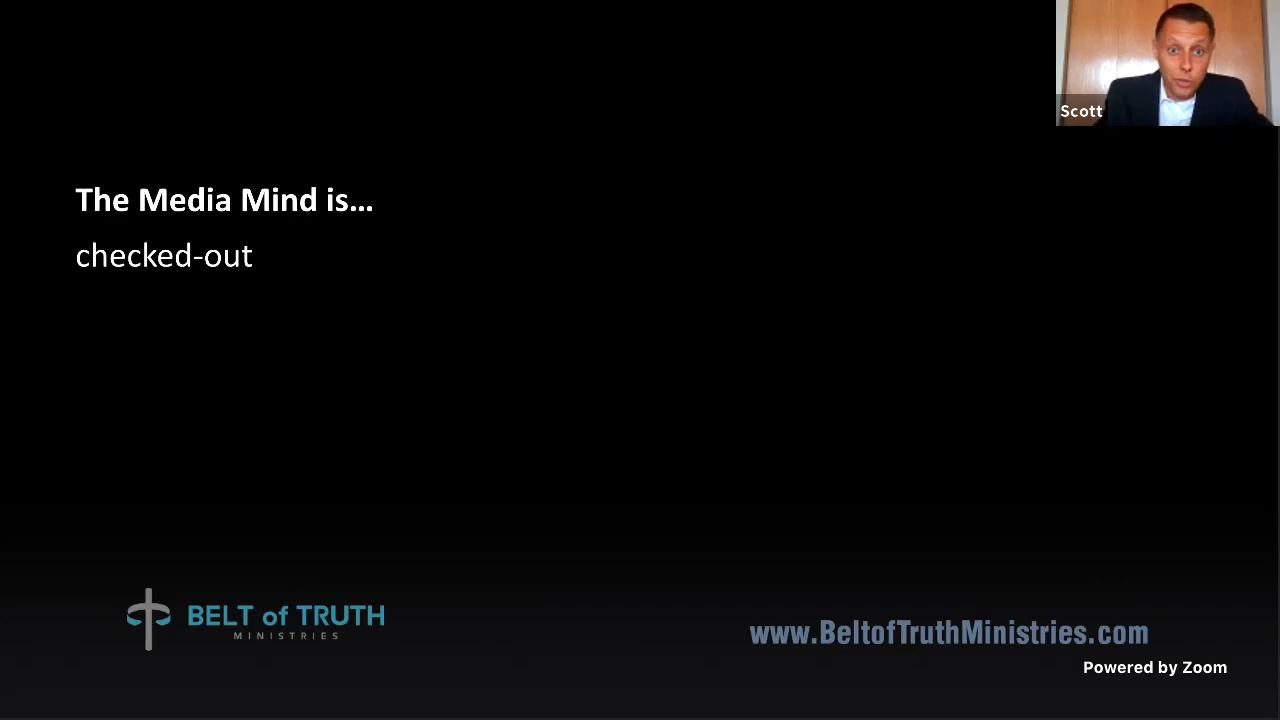 Scott
The Media Mind is...
checked-out
BELT of TRUTH
MINISTRIES
www.BeltofTruthMinistries.com
Powered by Zoom